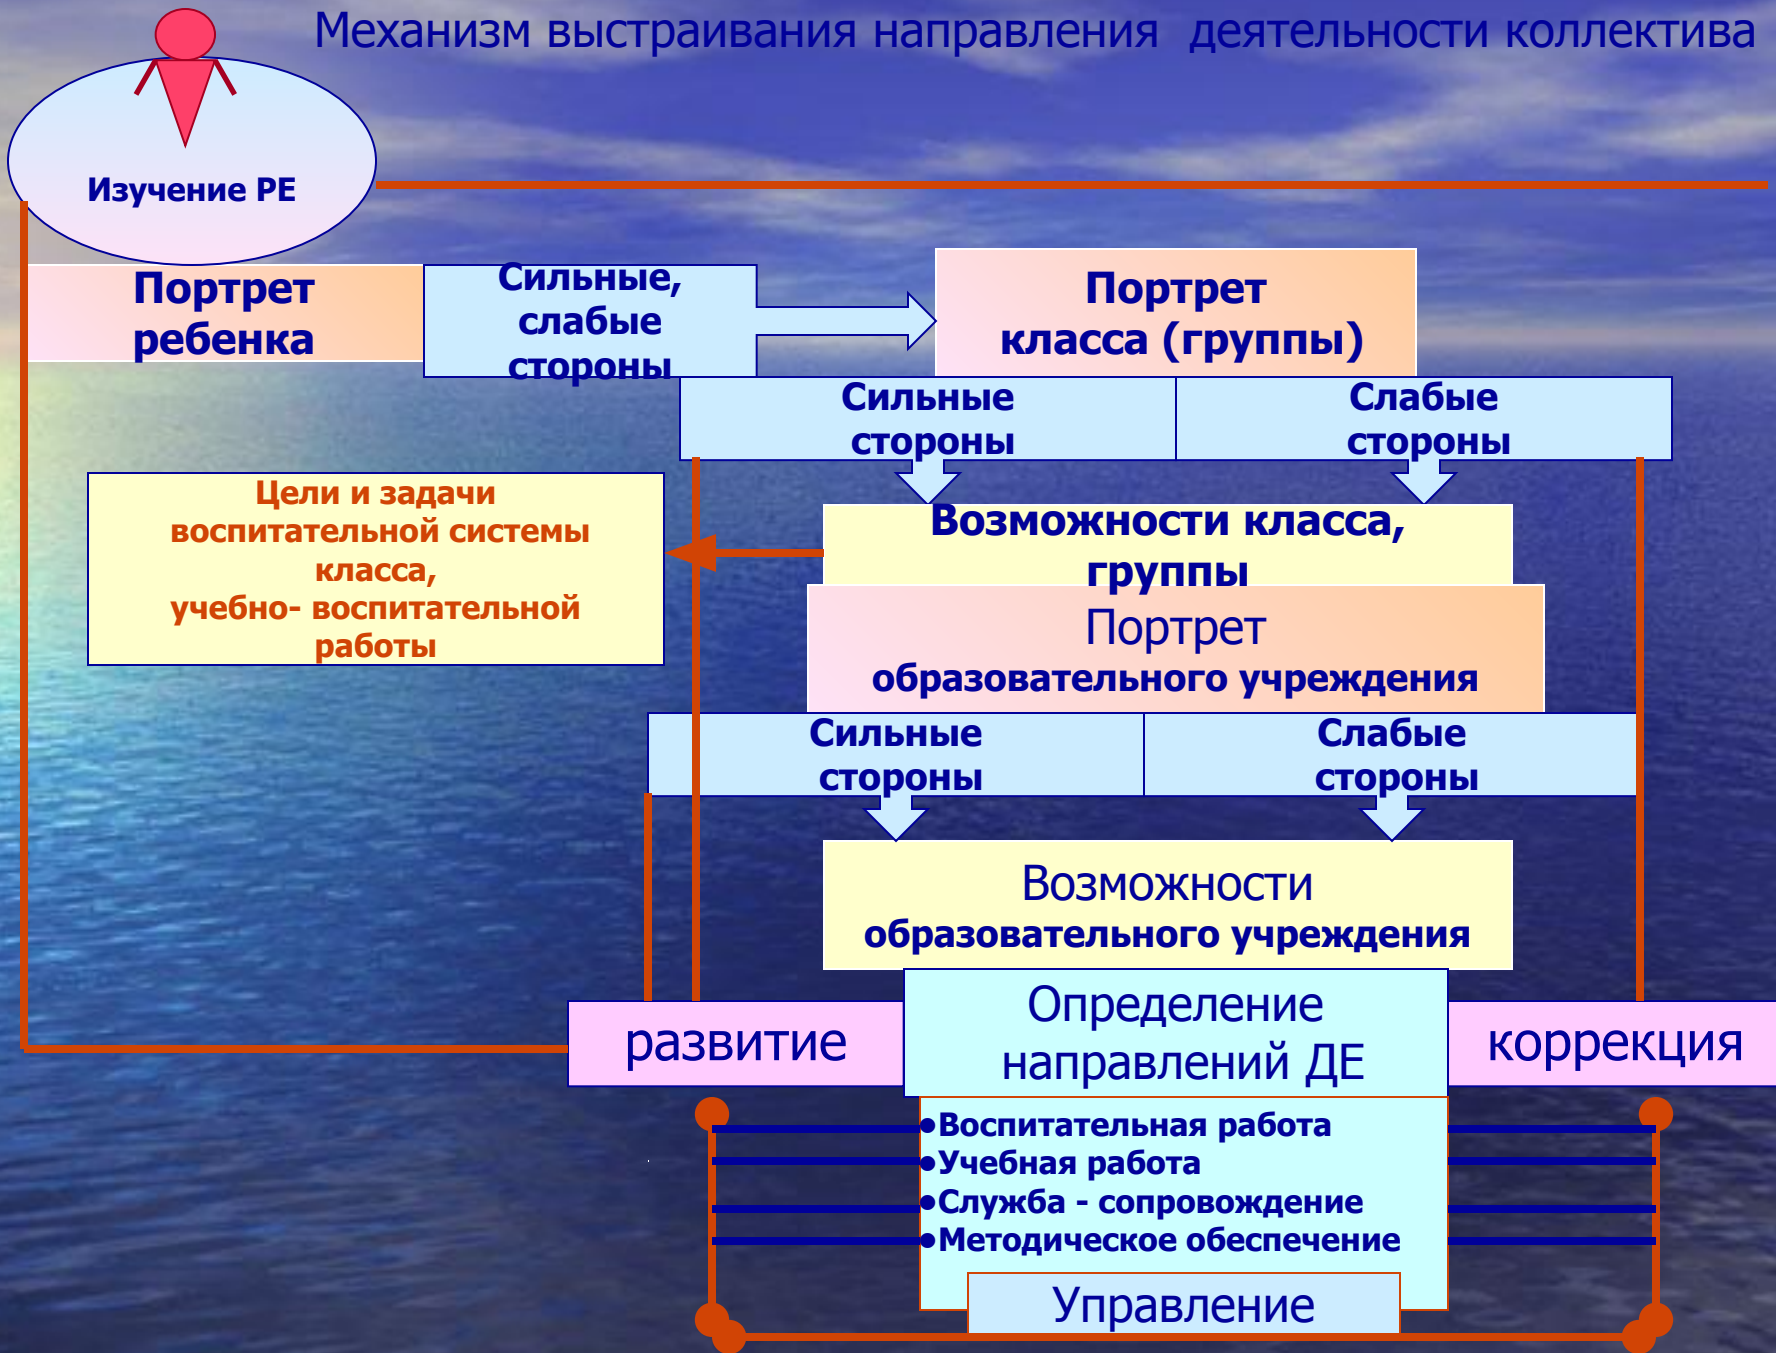 Механизм выстраивания направления деятельности коллектива
Изучение РЕ
Портрет
ребенка
Сильные,
слабые
стороны
Портрет
класса (группы)
Сильные
стороны
Слабые
стороны
Цели и задачи
воспитательной системы
класса,
учебно- воспитательной
работы
Возможности класса,
группы
Портрет
образовательного учреждения
Сильные
стороны
Слабые
стороны
Возможности
образовательного учреждения
развитие
Определение
направлений ДЕ
коррекция
•Воспитательная работа
•Учебная работа
•Служба - сопровождение
•Методическое обеспечение
Управление